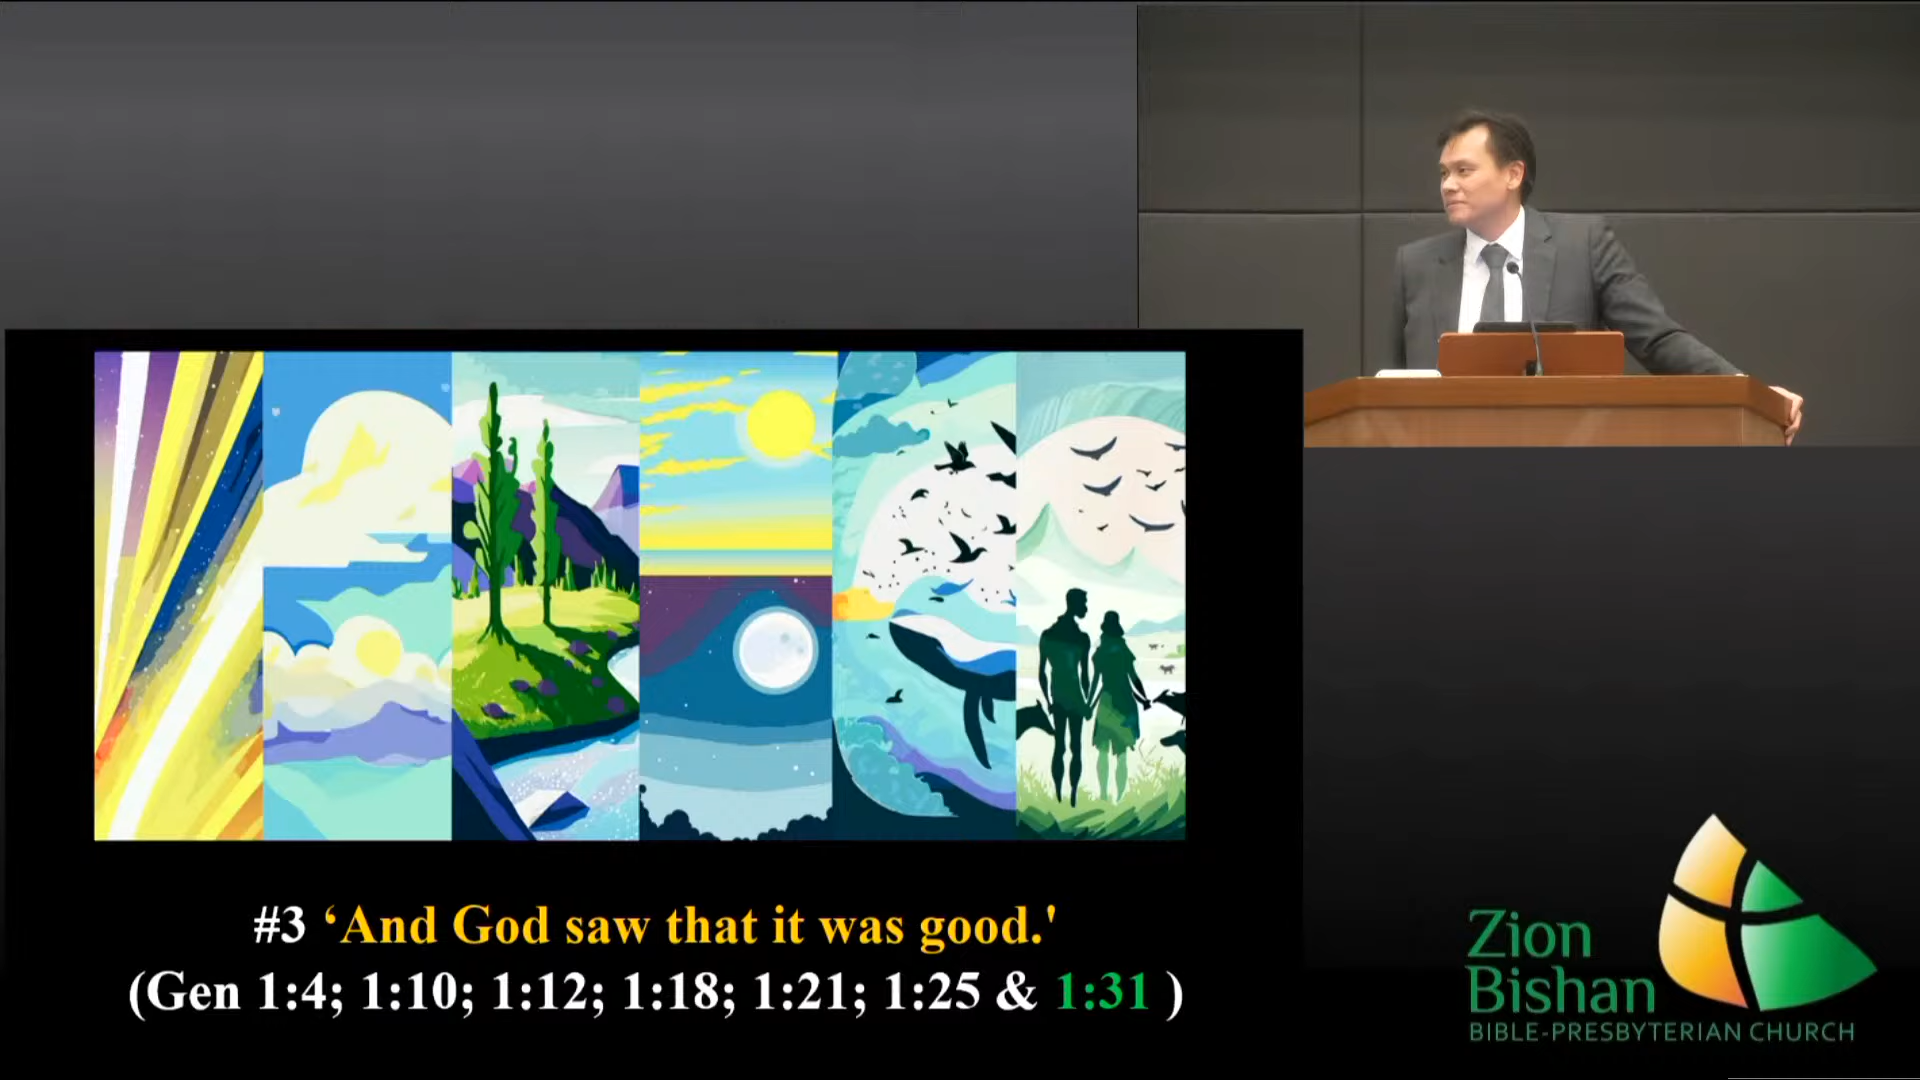 #3 ‘And God saw that it was good.'
(Gen 1:4; 1:10; 1:12; 1:18; 1:21; 1:25 & 1:31 )
Zion
Bishan
BIBLE-PRESBYTERIAN CHURCH